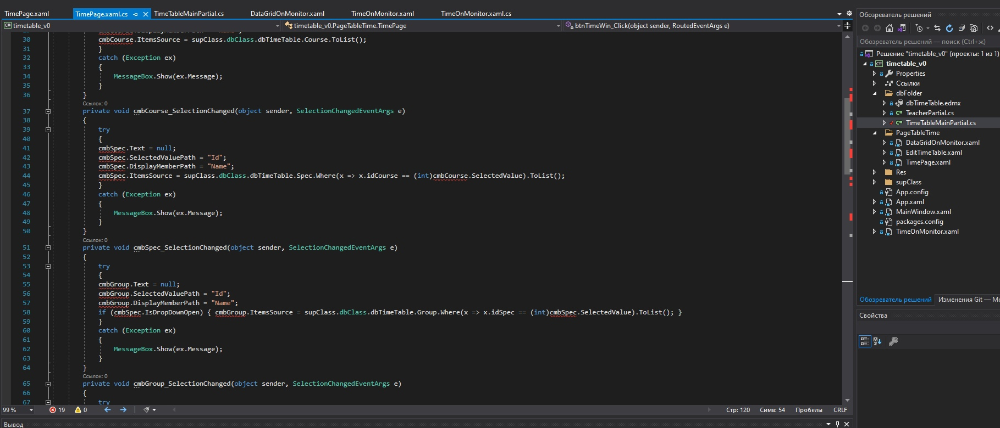 TimePage.xaml
TimePage.xaml.cs
TimeTableMainPartial.cs
DataGridOnMonitor.xaml
TimeOnMonitor.xaml
TimeOnMonitor.xaml.cs
timetable_v0
timetable_v0.PageTableTime.TimePage
btnTimeWin_Click(object sender, RoutedEventArgs e)
30 cmbCourse.ItemsSource = supClass.dbClass.dbTimeTable.Course.ToList();
31 }
32 catch (Exception ex)
33 {
34 MessageBox.Show(ex.Message);
35 }
36 }
Ссылок: 0
37 private void cmbCourse_SelectionChanged(object sender, SelectionChangedEventArgs e)
38 {
39 try
40 {
41 cmbSpec.Text = null;
42 cmbSpec.SelectedValuePath = "Id";
43 cmbSpec.DisplayMemberPath = "Name";
44 cmbSpec.ItemsSource = supClass.dbClass.dbTimeTable.Spec.Where(x => x.idCourse == (int)cmbCourse.SelectedValue).ToList();
45 }
46 catch (Exception ex)
47 {
48 MessageBox.Show(ex.Message);
49 }
50 }
Ссылок: 0
51 private void cmbSpec_SelectionChanged(object sender, SelectionChangedEventArgs e)
52 {
53 try
54 {
55 cmbGroup.Text = null;
56 cmbGroup.SelectedValuePath = "Id";
57 cmbGroup.DisplayMemberPath = "Name";
58 if (cmbSpec.IsDropDownOpen) { cmbGroup.ItemsSource = supClass.dbClass.dbTimeTable.Group.Where(x => x.idSpec == (int)cmbSpec.SelectedValue).ToList(); }
59 }
60 catch (Exception ex)
61 {
62 MessageBox.Show(ex.Message);
63 }
64 }
Ссылок: 0
65 private void cmbGroup_SelectionChanged(object sender, SelectionChangedEventArgs e)
66 {
67 try
99 %
19
0
Стр: 120
Симв: 54
Пробелы
CRLF
Вывод
Обозреватель решений
Обозреватель решений — поиск (Ctrl+ж)
Решение "timetable_v0" (проекты: 1 из 1)
timetable_v0
Properties
Ссылки
dbFolder
dbTimeTable.edmx
TeacherPartial.cs
TimeTableMainPartial.cs
PageTableTime
DataGridOnMonitor.xaml
EditTimeTable.xaml
TimePage.xaml
Res
supClass
App.config
App.xaml
MainWindow.xaml
packages.config
TimeOnMonitor.xaml
Обозреватель решений
Изменения Git —
Свойства